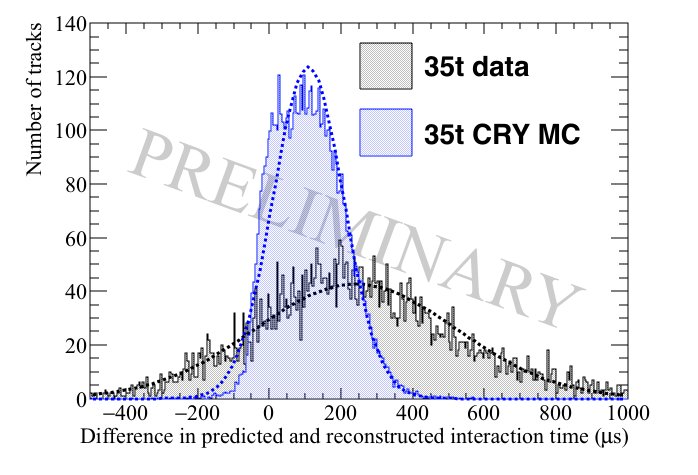 Number of tracks
140
120
100
80
60
40
20
0
35t data
35t CRY MC
PRELIMINARY
−400 −200 0 200 400 600 800 1000
Difference in predicted and reconstructed interaction time (μs)